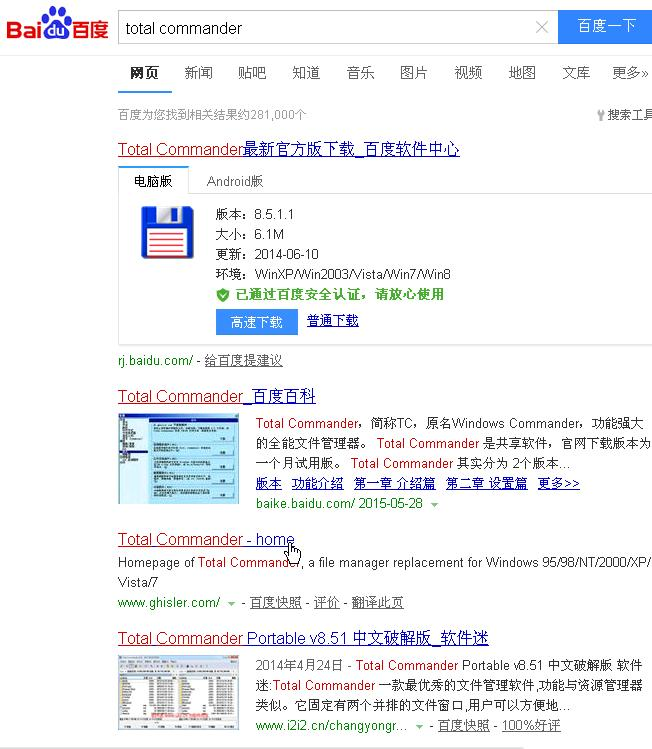 Bai du 百度
total commander
百度一下
网页 新闻 贴吧 知道 音乐 图片 视频 地图 文库 更多»
百度为您找到相关结果约281,000个
搜索工具
Total Commander最新官方版下载_百度软件中心
电脑版 Android版
版本：8.5.1.1
大小：6.1M
更新：2014-06-10
环境：WinXP/Win2003/Vista/Win7/Win8
已通过百度安全认证，请放心使用
高速下载 普通下载
rj.baidu.com/ - 给百度提建议
Total Commander_百度百科
Total Commander，简称TC，原名Windows Commander，功能强大
的全能文件管理器。 Total Commander 是共享软件，官网下载版本为
一个月试用版。 Total Commander 其实分为 2个版本...
版本 功能介绍 第一章 介绍篇 第二章 设置篇 更多>>
baike.baidu.com/ 2015-05-28
Total Commander - home
Homepage of Total Commander, a file manager replacement for Windows 95/98/NT/2000/XP/
Vista/7
www.ghisler.com/ - 百度快照 - 评价 - 翻译此页
Total Commander Portable v8.51 中文破解版_软件迷
2014年4月24日 - Total Commander Portable v8.51 中文破解版 软件
迷:Total Commander 一款最优秀的文件管理软件,功能与资源管理器
类似。它固定有两个并排的文件窗口,用户可以方便地...
www.i2i2.cn/changyongr... - 百度快照 - 100%好评